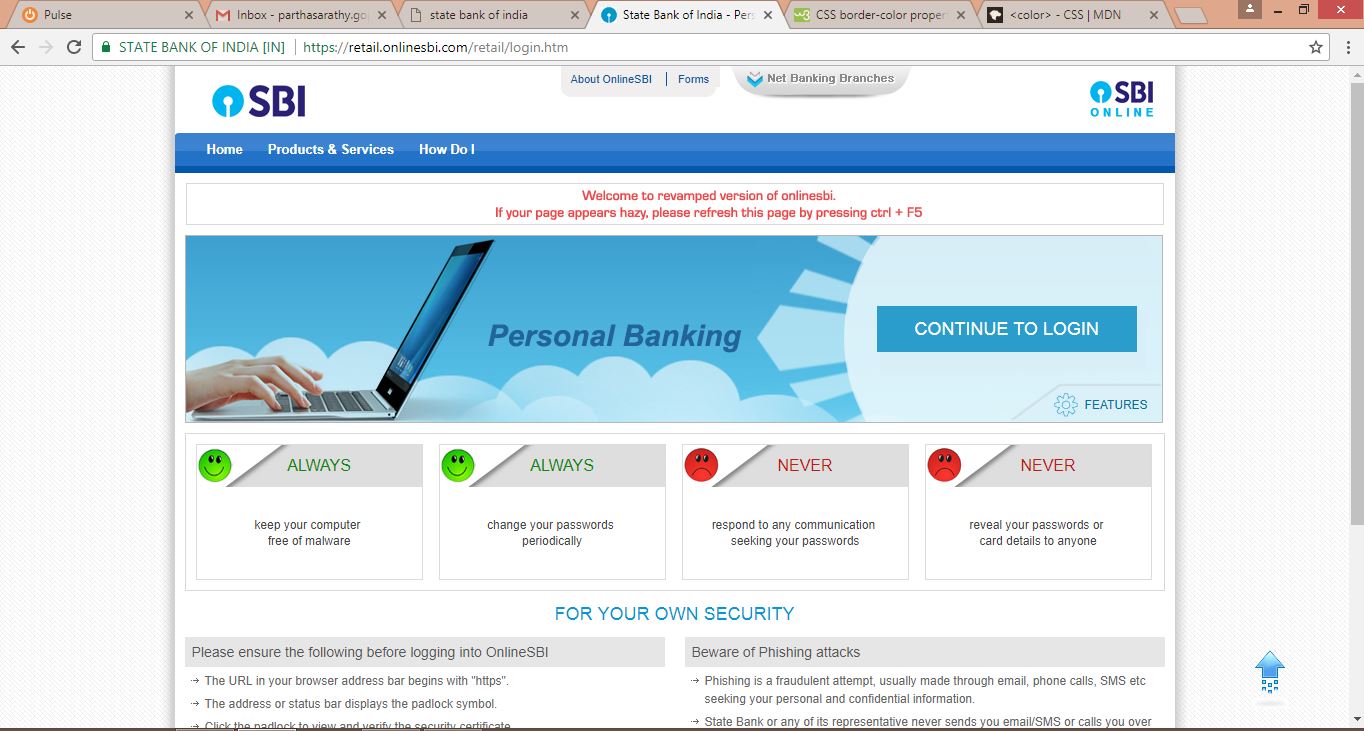 Pulse
Inbox - parthasarathy.gop
state bank of india
State Bank of India - Pers
CSS border-color propert
<color> - CSS | MDN
STATE BANK OF INDIA [IN]
https://retail.onlinesbi.com/retail/login.htm
SBI
About OnlineSBI | Forms
Net Banking Branches
SBI
ONLINE
Home
Products & Services
How Do I
Welcome to revamped version of onlinesbi.
If your page appears hazy, please refresh this page by pressing ctrl + F5
Personal Banking
CONTINUE TO LOGIN
FEATURES
ALWAYS
keep your computer
free of malware
ALWAYS
change your passwords
periodically
NEVER
respond to any communication
seeking your passwords
NEVER
reveal your passwords or
card details to anyone
FOR YOUR OWN SECURITY
Please ensure the following before logging into OnlineSBI
The URL in your browser address bar begins with "https".
The address or status bar displays the padlock symbol.
Click the padlock to view and verify the security certificate.
Beware of Phishing attacks
Phishing is a fraudulent attempt, usually made through email, phone calls, SMS etc
seeking your personal and confidential information.
State Bank or any of its representative never sends you email/SMS or calls you over